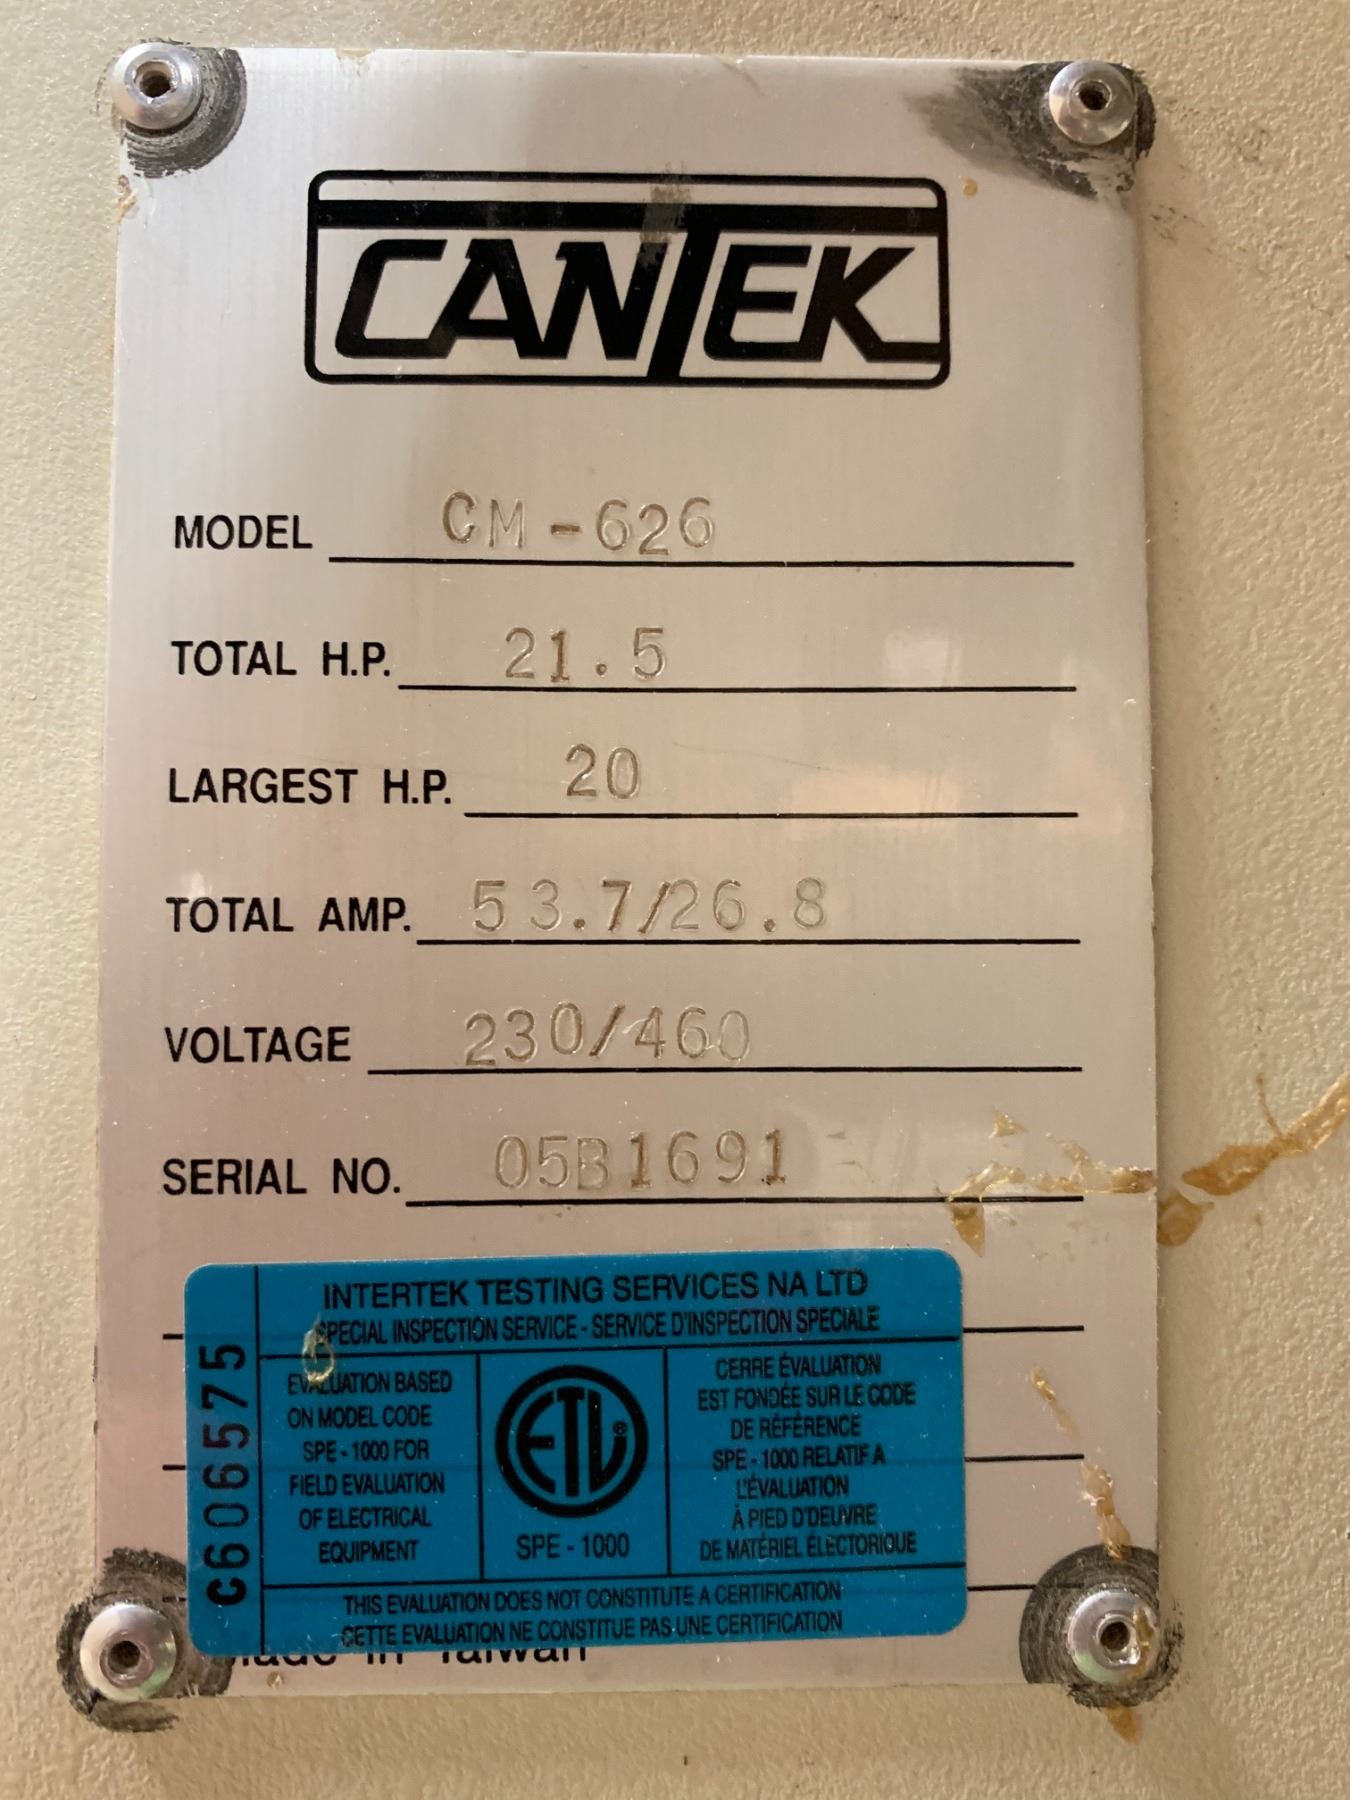 CANTEK
MODEL CM-626
TOTAL H.P. 21.5
LARGEST H.P. 20
TOTAL AMP. 53.7/26.8
VOLTAGE 230/460
SERIAL NO. 05B1691
c606575
INTERTEK TESTING SERVICES NA LTD
SPECIAL INSPECTION SERVICE - SERVICE D'INSPECTION SPECIALE
EVALUATION BASED
ON MODEL CODE
SPE - 1000 FOR
FIELD EVALUATION
OF ELECTRICAL
EQUIPMENT
ETL®
SPE - 1000
CERRE ÉVALUATION
EST FONDÉE SUR LE CODE
DE RÉFÉRENCE
SPE - 1000 RELATIF A
L'ÉVALUATION
À PIED D'DEUVRE
DE MATÉRIEL ÉLECTORIQUE
THIS EVALUATION DOES NOT CONSTITUTE A CERTIFICATION
CETTE EVALUATION NE CONSTITUE PAS UNE CERTIFICATION
Made in Taiwan